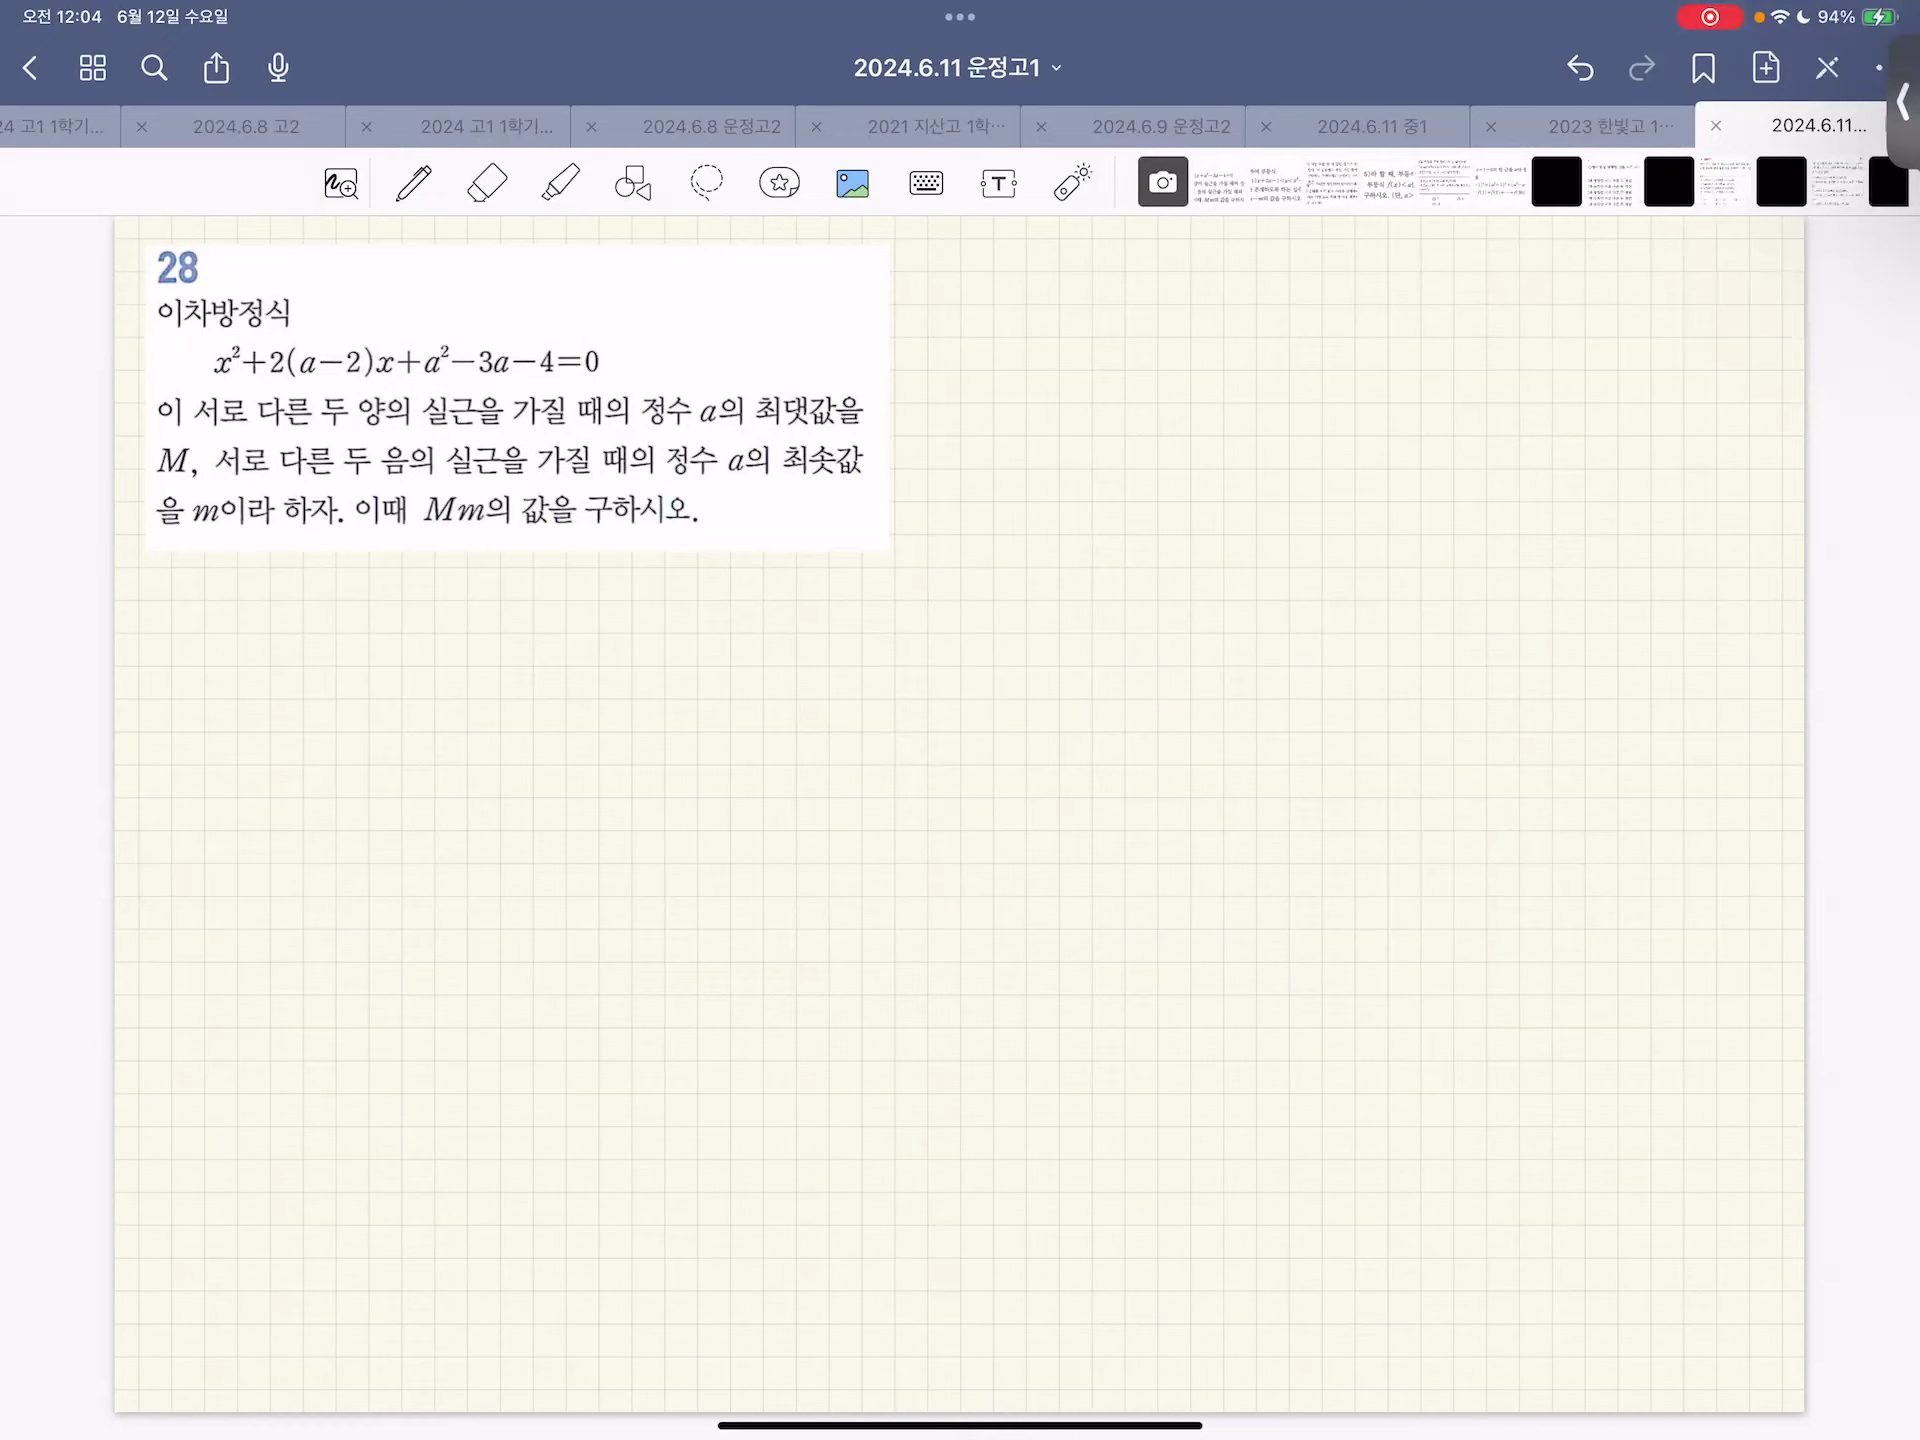 오전 12:04 6월 12일 수요일
94%
2024.6.11 운정고1
24 고1 1학기...
2024.6.8 고2
2024 고1 1학기...
2024.6.8 운정고2
2021 지산고 1학...
2024.6.9 운정고2
2024.6.11 중1
2023 한빛고 1...
2024.6.11...
28
이차방정식
x²+2(a−2)x+a²−3a−4=0
이 서로 다른 두 양의 실근을 가질 때의 정수 a의 최댓값을
M, 서로 다른 두 음의 실근을 가질 때의 정수 a의 최솟값
을 m이라 하자. 이때 Mm의 값을 구하시오.